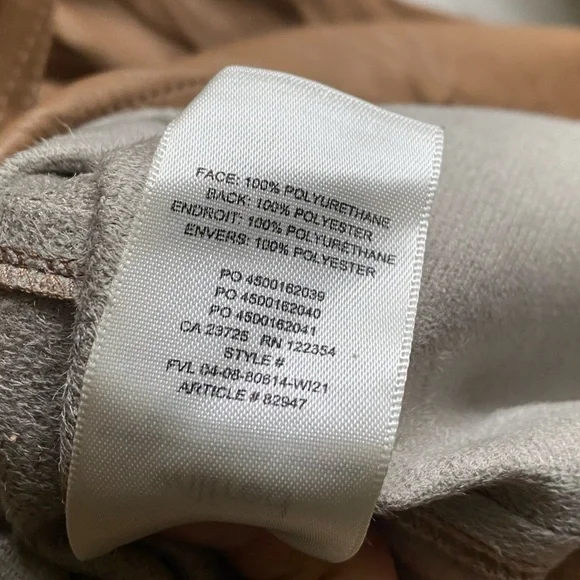 FACE: 100% POLYURETHANE
BACK: 100% POLYESTER
ENDROIT: 100% POLYURÉTHANE
ENVERS: 100% POLYESTER
PO 4500162039
PO 4500162040
PO 4500162041
CA 23725 RN 122354
STYLE #
FVL 04-08-80614-WI21
ARTICLE # 82947